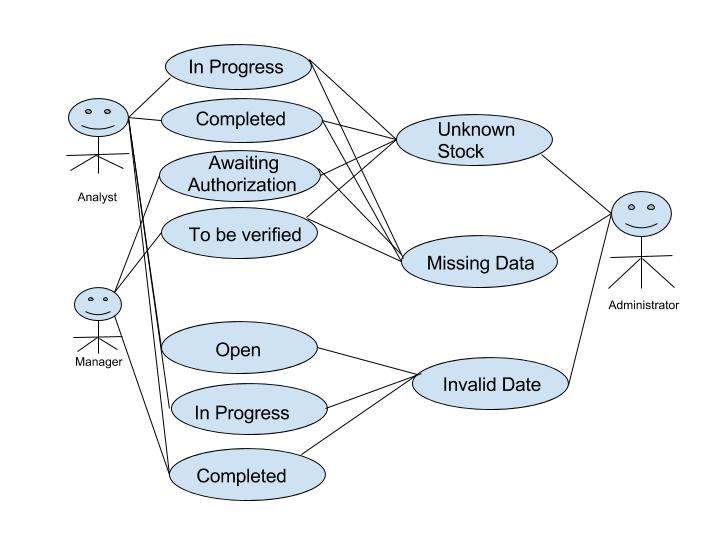 In Progress
Completed
Unknown
Stock
Awaiting
Authorization
Analyst
To be verified
Missing Data
Administrator
Manager
Open
Invalid Date
In Progress
Completed